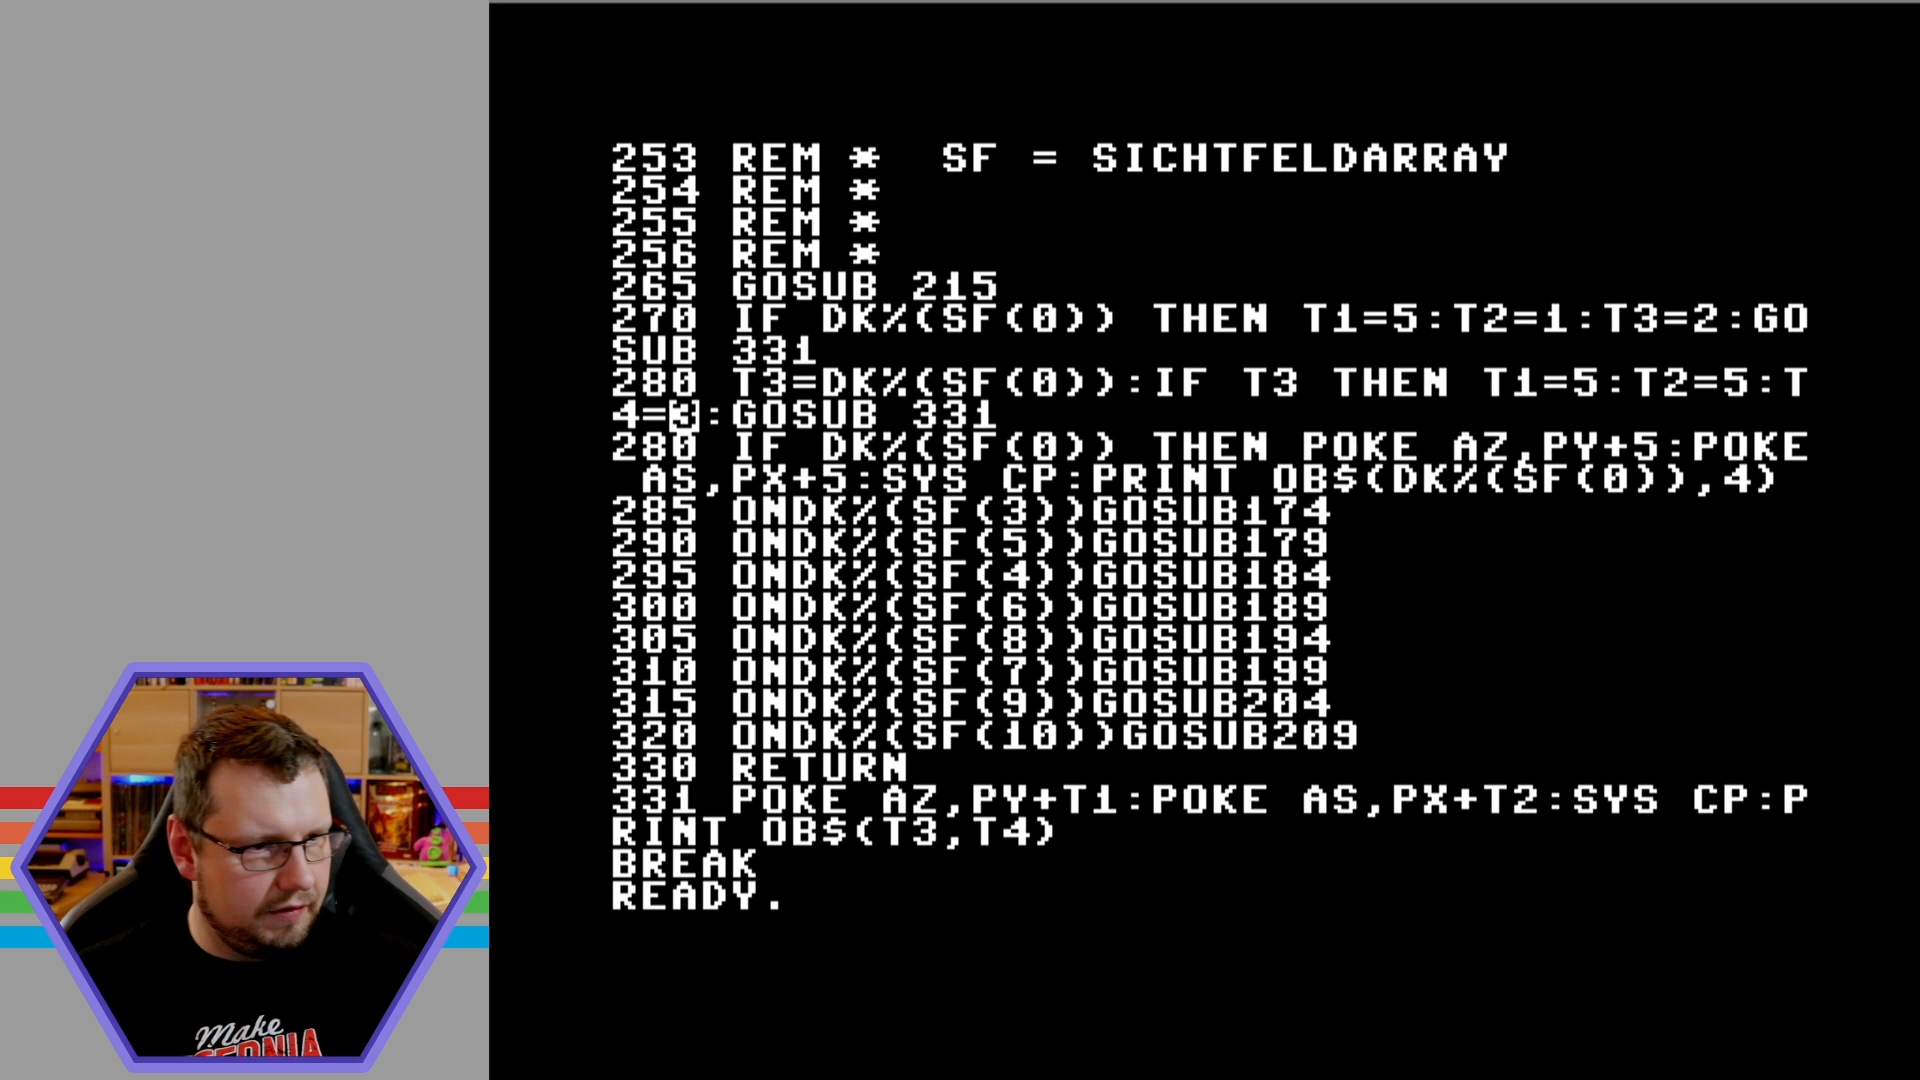 253 REM *  SF = SICHTFELDARRAY
254 REM *
255 REM *
256 REM *
265 GOSUB 215
270 IF DK%(SF(0)) THEN T1=5:T2=1:T3=2:GO
SUB 331
280 T3=DK%(SF(0)):IF T3 THEN T1=5:T2=5:T
4=3:GOSUB 331
280 IF DK%(SF(0)) THEN POKE AZ,PY+5:POKE
 AS,PX+5:SYS CP:PRINT OB$(DK%(SF(0)),4)
285 ONDK%(SF(3))GOSUB174
290 ONDK%(SF(5))GOSUB179
295 ONDK%(SF(4))GOSUB184
300 ONDK%(SF(6))GOSUB189
305 ONDK%(SF(8))GOSUB194
310 ONDK%(SF(7))GOSUB199
315 ONDK%(SF(9))GOSUB204
320 ONDK%(SF(10))GOSUB209
330 RETURN
331 POKE AZ,PY+T1:POKE AS,PX+T2:SYS CP:P
RINT OB$(T3,T4)
BREAK
READY.
Make